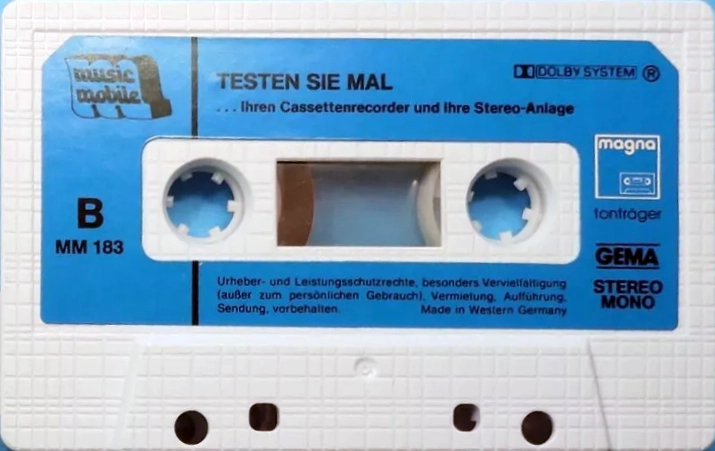 music
mobile
TESTEN SIE MAL
... Ihren Cassettenrecorder und Ihre Stereo-Anlage
DOLBY SYSTEM ®
magna
tonträger
B
MM 183
GEMA
STEREO
MONO
Urheber- und Leistungsschutzrechte, besonders Vervielfältigung
(außer zum persönlichen Gebrauch), Vermietung, Aufführung,
Sendung, vorbehalten. Made in Western Germany